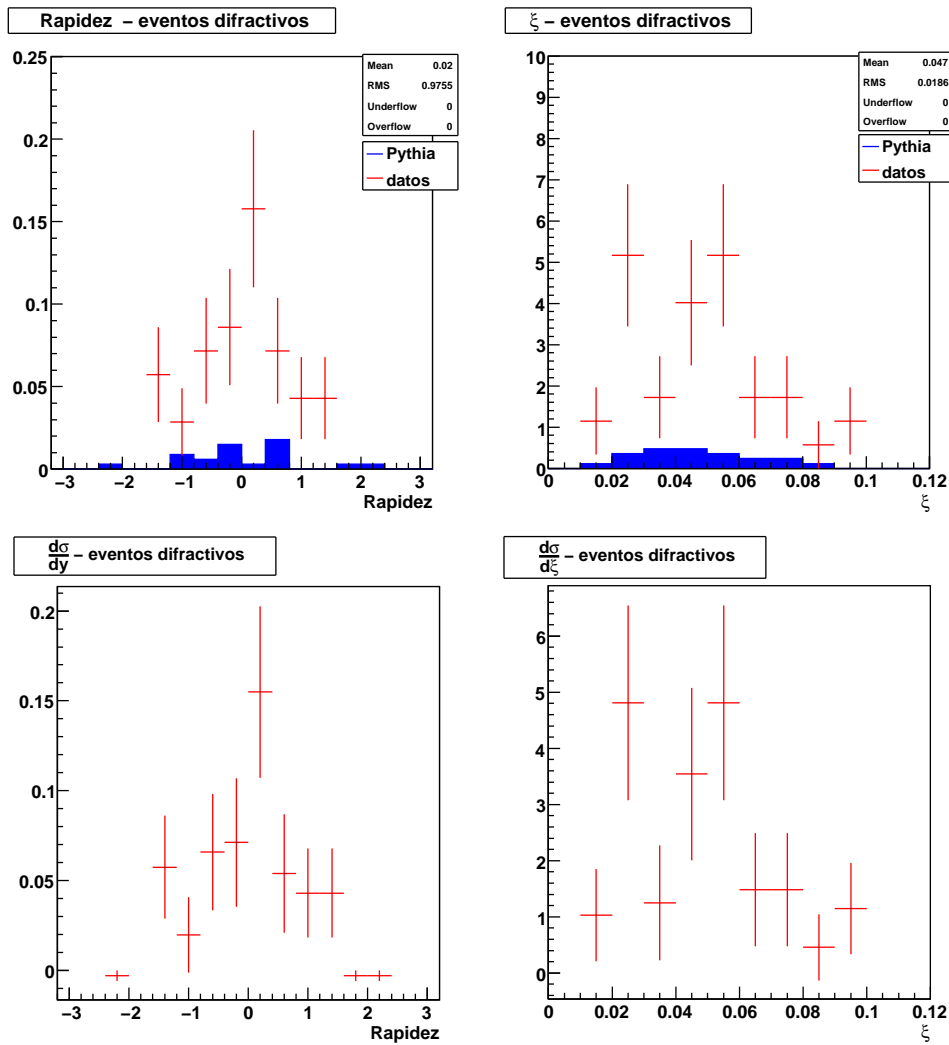 Rapidez – eventos difractivos
Mean 0.02
RMS 0.9755
Underflow 0
Overflow 0
Pythia
datos
0.25
0.2
0.15
0.1
0.05
0
−3 −2 −1 0 1 2 3
Rapidez
ξ – eventos difractivos
Mean 0.047
RMS 0.0186
Underflow 0
Overflow 0
Pythia
datos
10
9
8
7
6
5
4
3
2
1
0
0 0.02 0.04 0.06 0.08 0.1 0.12
ξ
dσ/dy – eventos difractivos
0.2
0.15
0.1
0.05
0
−3 −2 −1 0 1 2 3
Rapidez
dσ/dξ – eventos difractivos
6
5
4
3
2
1
0
0 0.02 0.04 0.06 0.08 0.1 0.12
ξ